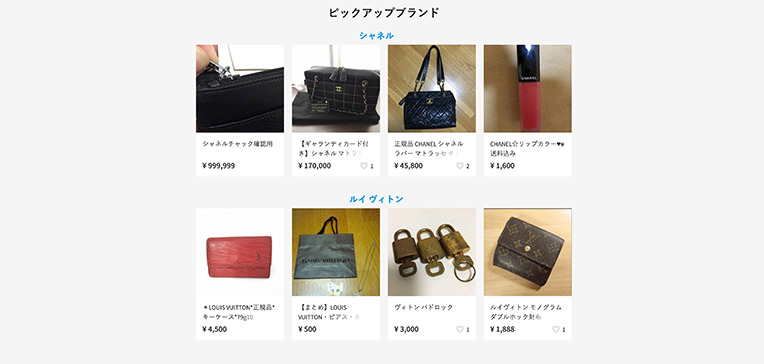 ピックアップブランド
シャネル
シャネルチャック確認用
¥ 999,999
【ギャランティカード付
き】シャネル マトラ
¥ 170,000
1
正規品 CHANEL シャネル
ラバー マトラッセ チ
¥ 45,800
2
CHANEL
CHANEL☆リップカラー♥※
送料込み
¥ 1,600
ルイ ヴィトン
＊LOUIS VUITTON*正規品*
キーケース*79g10
¥ 4,500
LOUIS VUITTON
【まとめ】LOUIS
VUITTON・ピアス・ネ
¥ 500
ヴィトン パドロック
¥ 3,000
1
ルイヴィトン モノグラム
ダブルホック財布
¥ 1,888
1